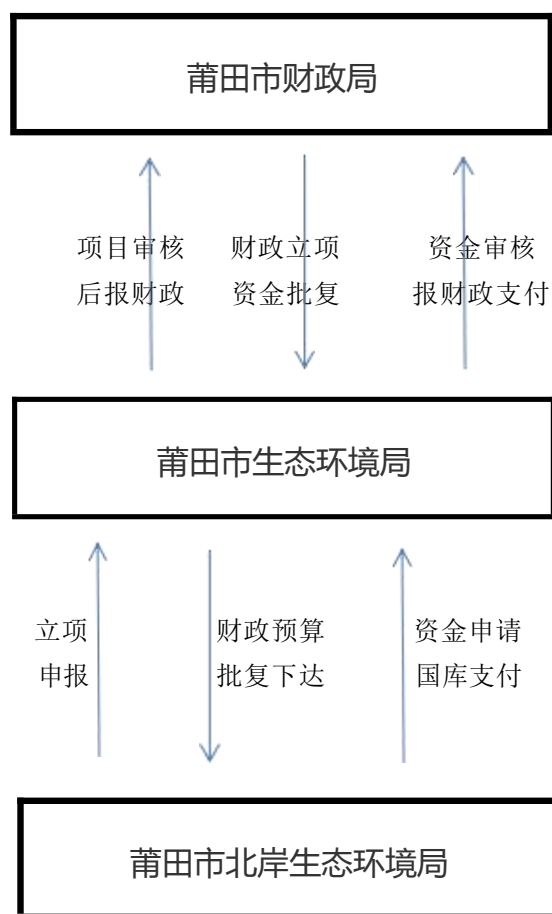 莆田市财政局
项目审核
后报财政
财政立项
资金批复
资金审核
报财政支付
莆田市生态环境局
立项
申报
财政预算
批复下达
资金申请
国库支付
莆田市北岸生态环境局